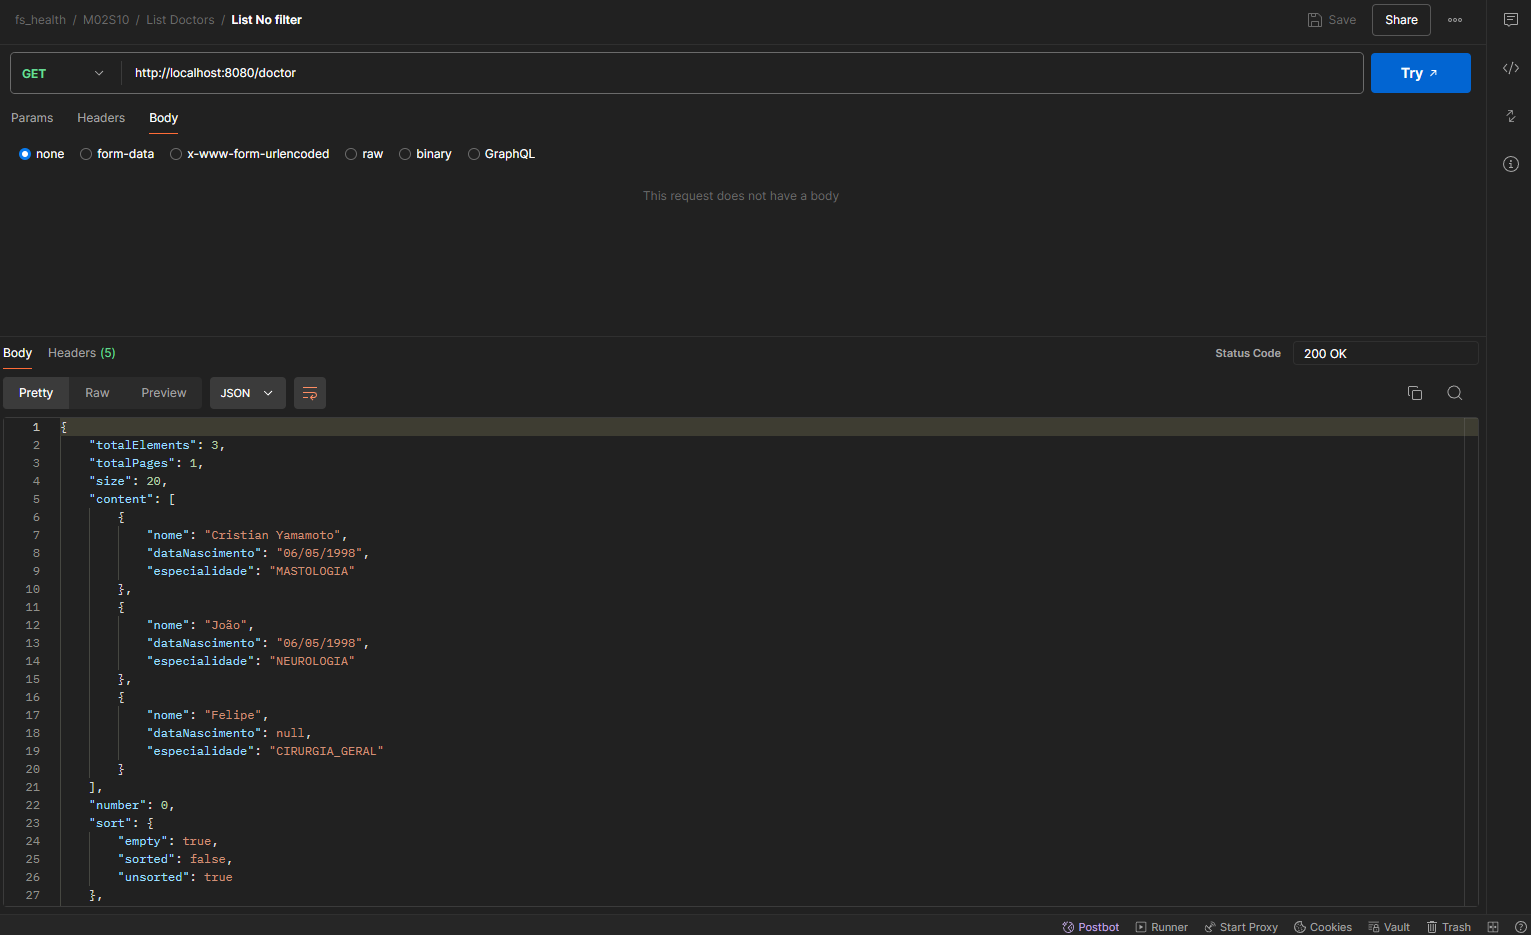 fs_health / M02S10 / List Doctors / List No filter
Save
Share
GET
http://localhost:8080/doctor
Try
Params Headers Body
none form-data x-www-form-urlencoded raw binary GraphQL
This request does not have a body
Body Headers (5)
Status Code 200 OK
Pretty Raw Preview JSON
1 {
2 "totalElements": 3,
3 "totalPages": 1,
4 "size": 20,
5 "content": [
6 {
7 "nome": "Cristian Yamamoto",
8 "dataNascimento": "06/05/1998",
9 "especialidade": "MASTOLOGIA"
10 },
11 {
12 "nome": "João",
13 "dataNascimento": "06/05/1998",
14 "especialidade": "NEUROLOGIA"
15 },
16 {
17 "nome": "Felipe",
18 "dataNascimento": null,
19 "especialidade": "CIRURGIA_GERAL"
20 }
21 ],
22 "number": 0,
23 "sort": {
24 "empty": true,
25 "sorted": false,
26 "unsorted": true
27 },
Postbot Runner Start Proxy Cookies Vault Trash